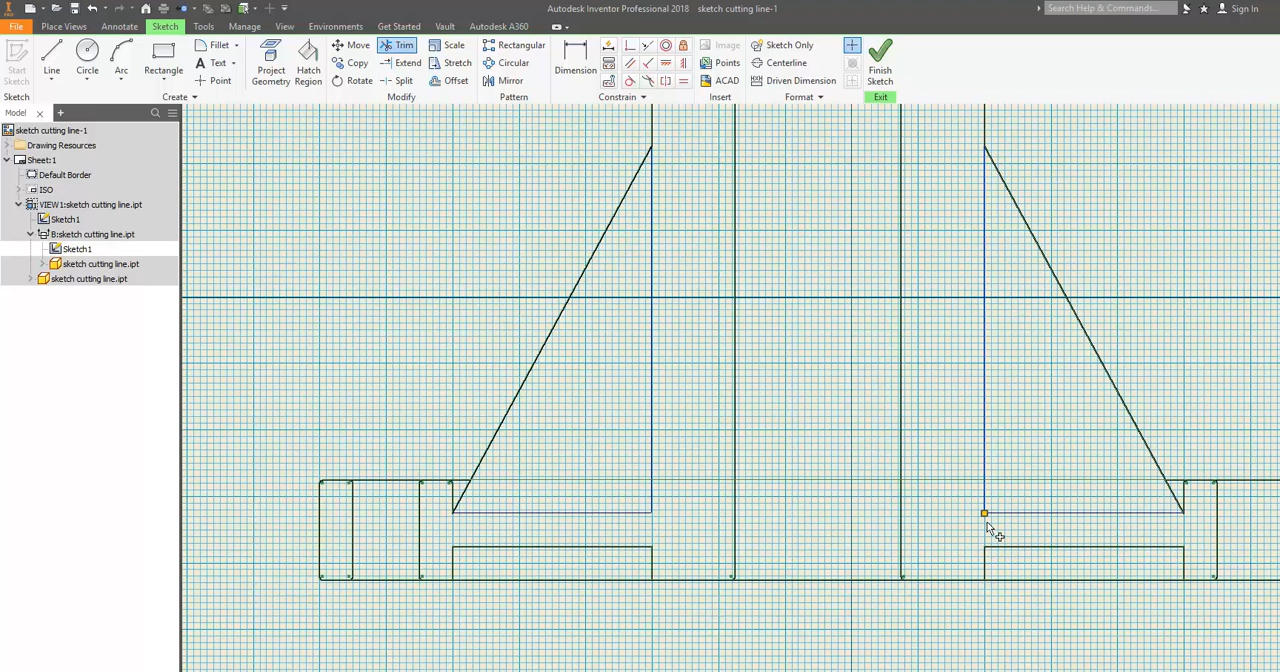 Autodesk Inventor Professional 2018 sketch cutting line-1
Search Help & Commands...
Sign In
PRO
File Place Views Annotate Sketch Tools Manage View Environments Get Started Vault Autodesk A360
Start Sketch
Line
Circle
Arc
Rectangle
Fillet
Text
Point
Project Geometry
Hatch Region
Move
Copy
Rotate
Trim
Extend
Split
Scale
Stretch
Offset
Rectangular
Circular
Mirror
Dimension
Image
Points
ACAD
Sketch Only
Centerline
Driven Dimension
Finish Sketch
Sketch Create Modify Pattern Constrain Insert Format Exit
Model
sketch cutting line-1
Drawing Resources
Sheet:1
Default Border
ISO
VIEW1:sketch cutting line.ipt
Sketch1
B:sketch cutting line.ipt
Sketch1
sketch cutting line.ipt
sketch cutting line.ipt